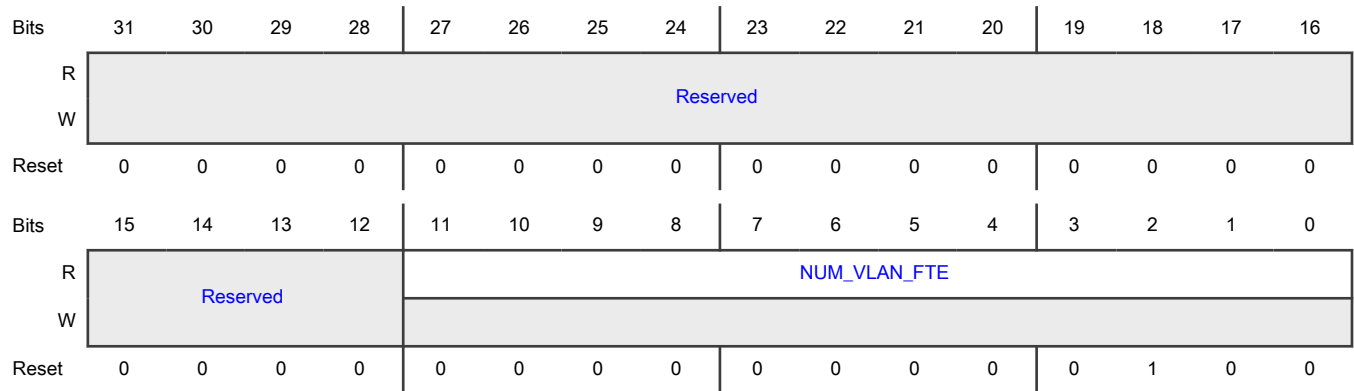 Bits 31 30 29 28 27 26 25 24 23 22 21 20 19 18 17 16
R
Reserved
W
Reset 0 0 0 0 0 0 0 0 0 0 0 0 0 0 0 0
Bits 15 14 13 12 11 10 9 8 7 6 5 4 3 2 1 0
R NUM_VLAN_FTE
Reserved
W
Reset 0 0 0 0 0 0 0 0 0 0 0 0 0 1 0 0